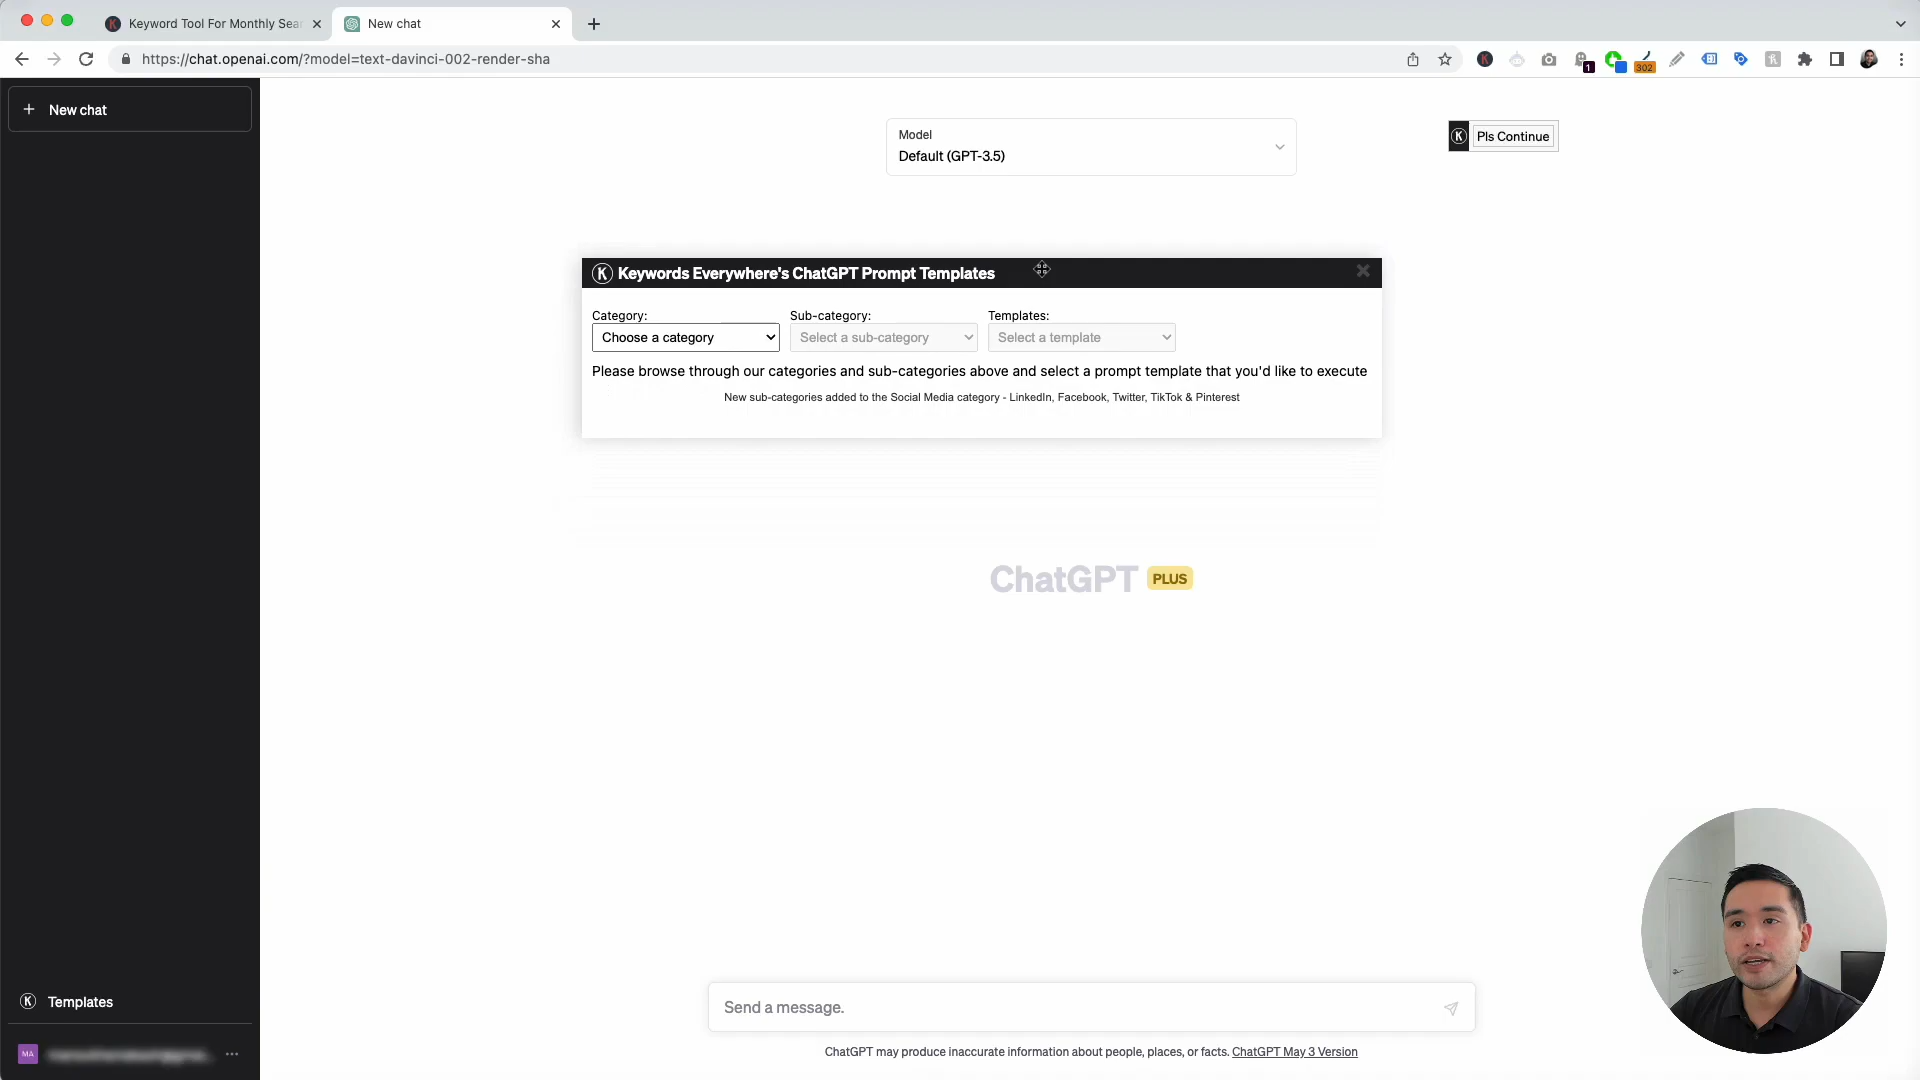 Keyword Tool For Monthly Sear
New chat
https://chat.openai.com/?model=text-davinci-002-render-sha
1
302
New chat
Model
Default (GPT-3.5)
Pls Continue
Keywords Everywhere's ChatGPT Prompt Templates
Category:
Sub-category:
Templates:
Choose a category
Select a sub-category
Select a template
Please browse through our categories and sub-categories above and select a prompt template that you'd like to execute
New sub-categories added to the Social Media category - LinkedIn, Facebook, Twitter, TikTok & Pinterest
ChatGPT PLUS
Templates
MA
Send a message.
ChatGPT may produce inaccurate information about people, places, or facts. ChatGPT May 3 Version